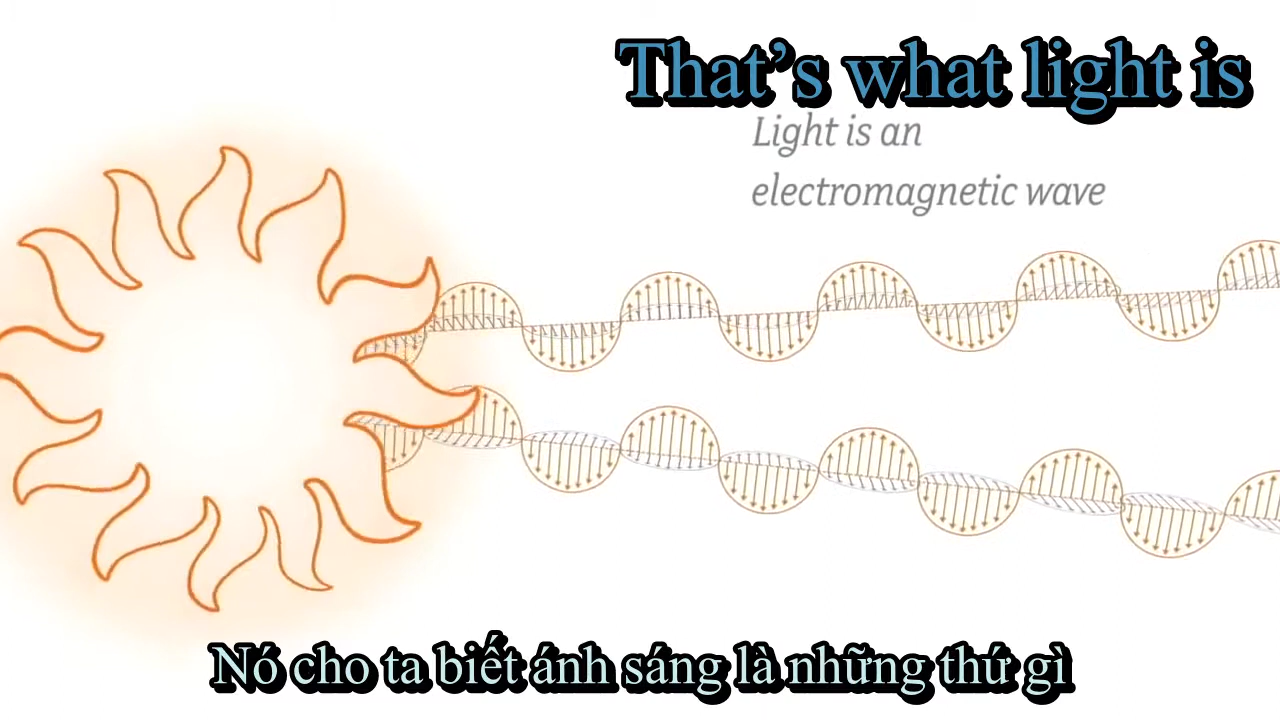 That's what light is
Light is an
electromagnetic wave
Nó cho ta biết ánh sáng là những thứ gì